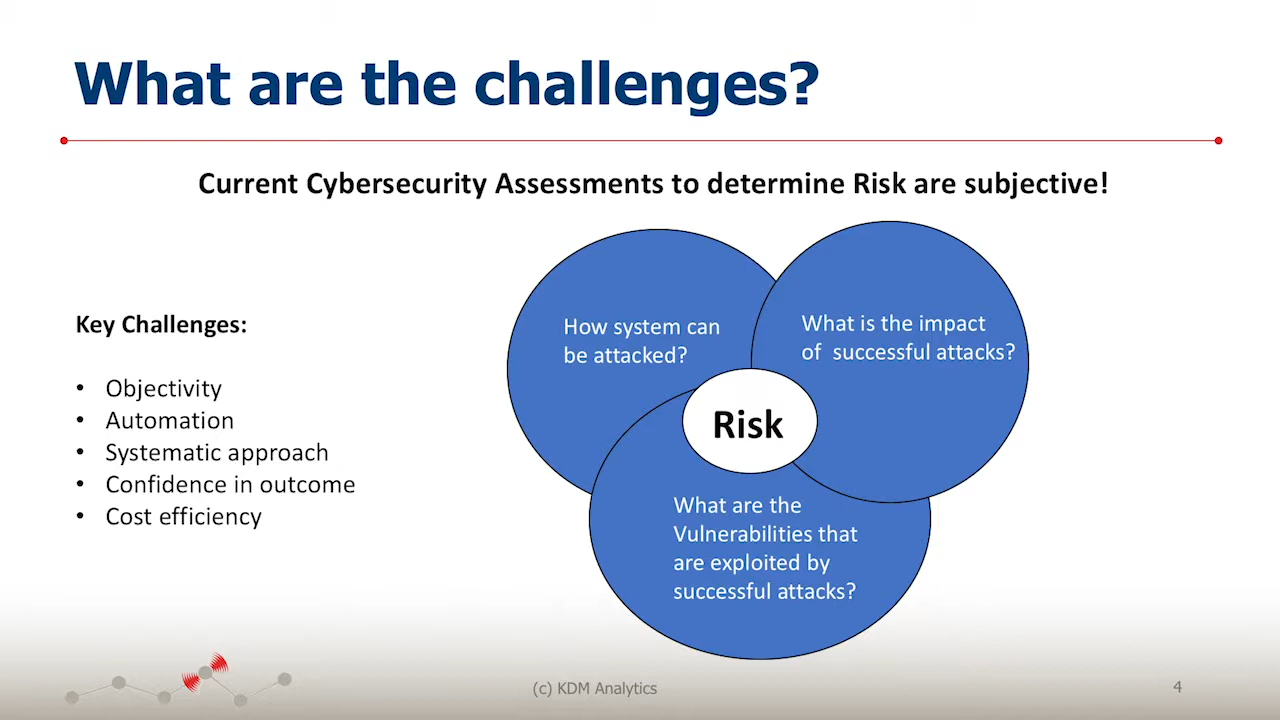 What are the challenges?
Current Cybersecurity Assessments to determine Risk are subjective!
Key Challenges:
• Objectivity
• Automation
• Systematic approach
• Confidence in outcome
• Cost efficiency
How system can
be attacked?
What is the impact
of  successful attacks?
Risk
What are the
Vulnerabilities that
are exploited by
successful attacks?
(c) KDM Analytics
4